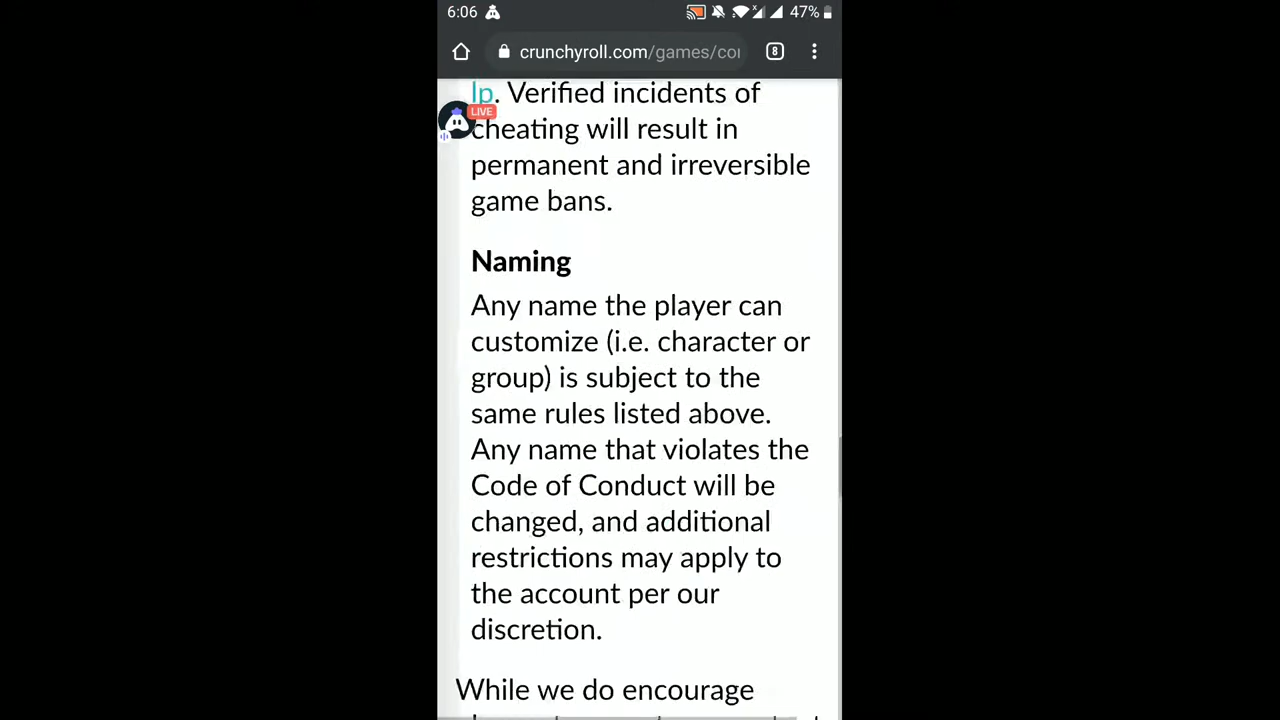 6:06
47%
crunchyroll.com/games/co
8
lp. Verified incidents of
LIVE
cheating will result in
permanent and irreversible
game bans.
Naming
Any name the player can
customize (i.e. character or
group) is subject to the
same rules listed above.
Any name that violates the
Code of Conduct will be
changed, and additional
restrictions may apply to
the account per our
discretion.
While we do encourage